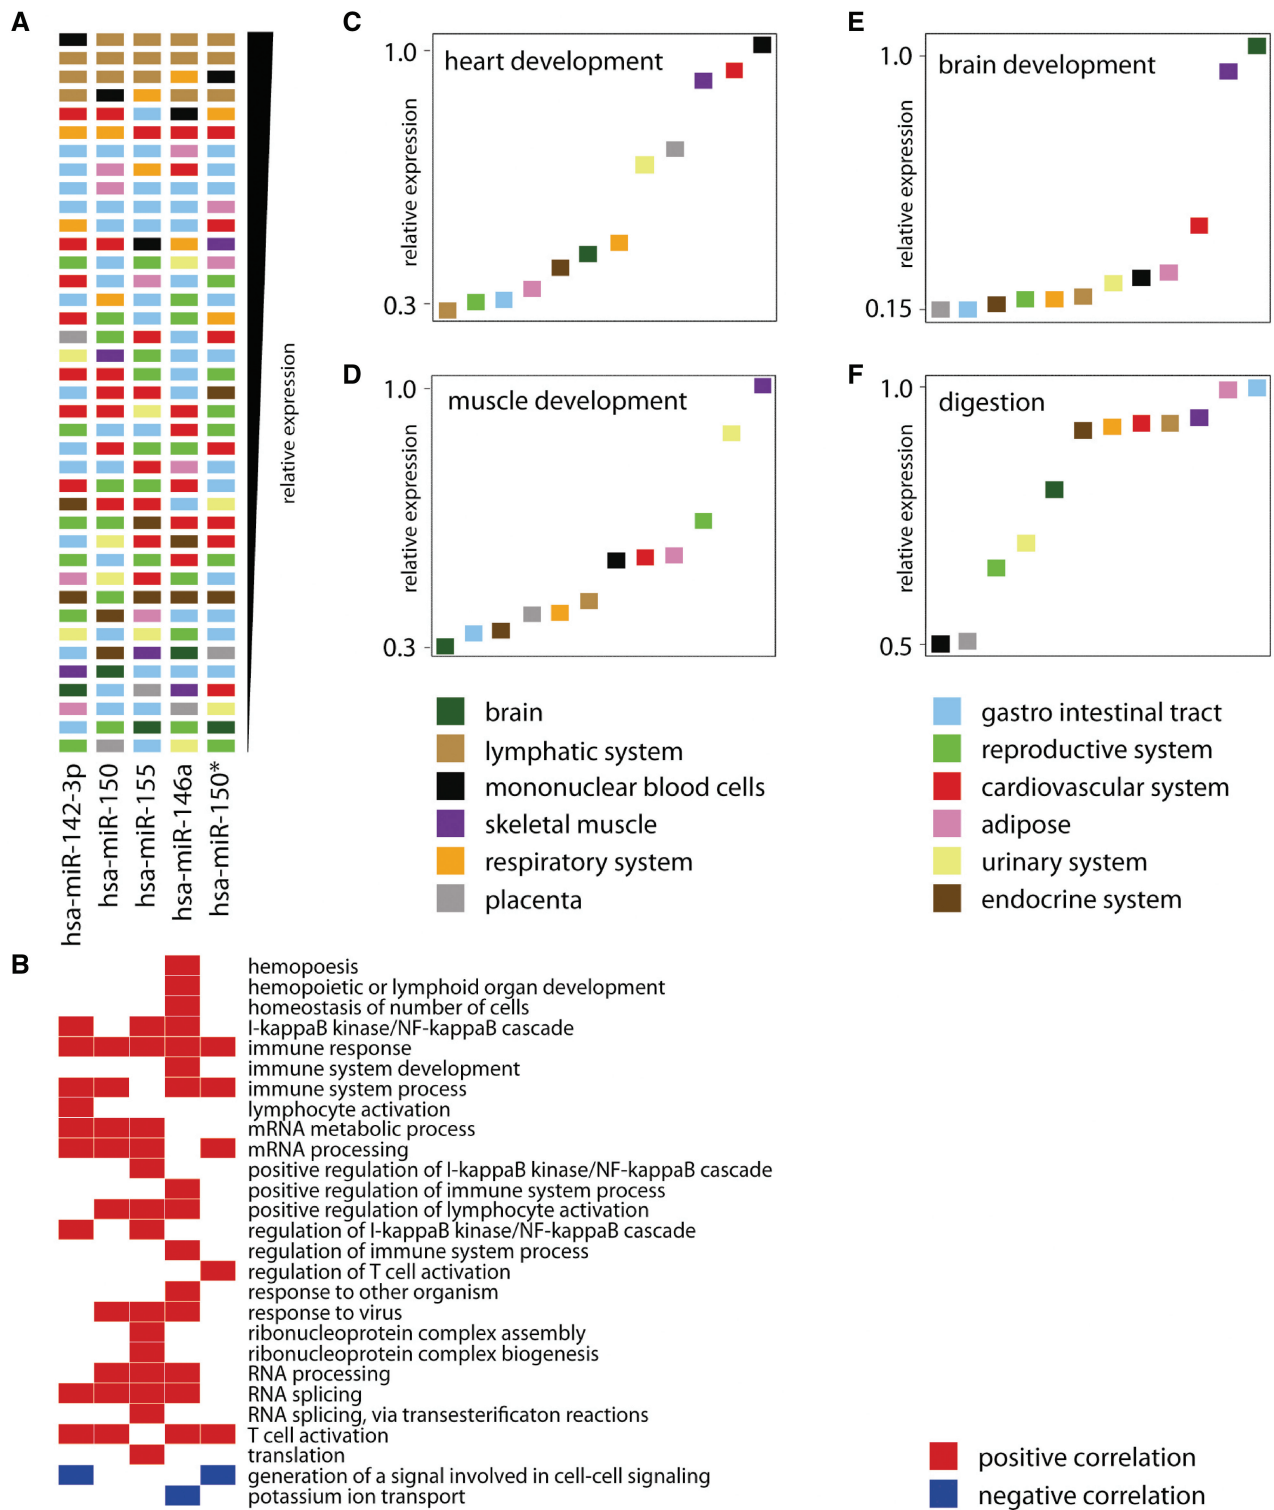 A
relative expression
hsa-miR-142-3p
hsa-miR-150
hsa-miR-155
hsa-miR-146a
hsa-miR-150*
C
heart development
1.0
0.3
relative expression
E
brain development
1.0
0.15
relative expression
D
muscle development
1.0
0.3
relative expression
F
digestion
1.0
0.5
relative expression
brain
lymphatic system
mononuclear blood cells
skeletal muscle
respiratory system
placenta
gastro intestinal tract
reproductive system
cardiovascular system
adipose
urinary system
endocrine system
B
hemopoesis
hemopoietic or lymphoid organ development
homeostasis of number of cells
I-kappaB kinase/NF-kappaB cascade
immune response
immune system development
immune system process
lymphocyte activation
mRNA metabolic process
mRNA processing
positive regulation of I-kappaB kinase/NF-kappaB cascade
positive regulation of immune system process
positive regulation of lymphocyte activation
regulation of I-kappaB kinase/NF-kappaB cascade
regulation of immune system process
regulation of T cell activation
response to other organism
response to virus
ribonucleoprotein complex assembly
ribonucleoprotein complex biogenesis
RNA processing
RNA splicing
RNA splicing, via transesterificaton reactions
T cell activation
translation
generation of a signal involved in cell-cell signaling
potassium ion transport
positive correlation
negative correlation